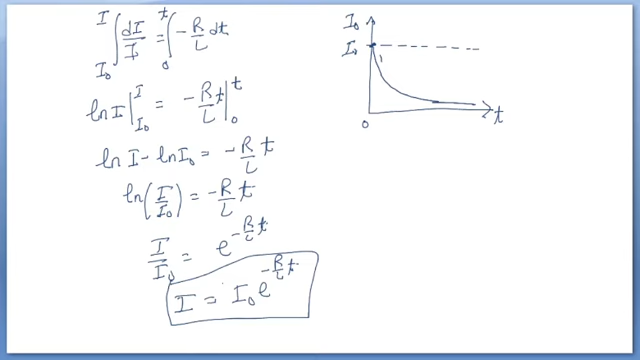 ∫_{I₀}^{I} dI/I = ∫_{0}^{t} -R/L dt
ln I |_{I₀}^{I} = -R/L t |_{0}^{t}
ln I - ln I₀ = -R/L t
ln(I/I₀) = -R/L t
I/I₀ = e^{-R/L t}
I = I₀ e^{-R/L t}
I₀
I₀
0
t